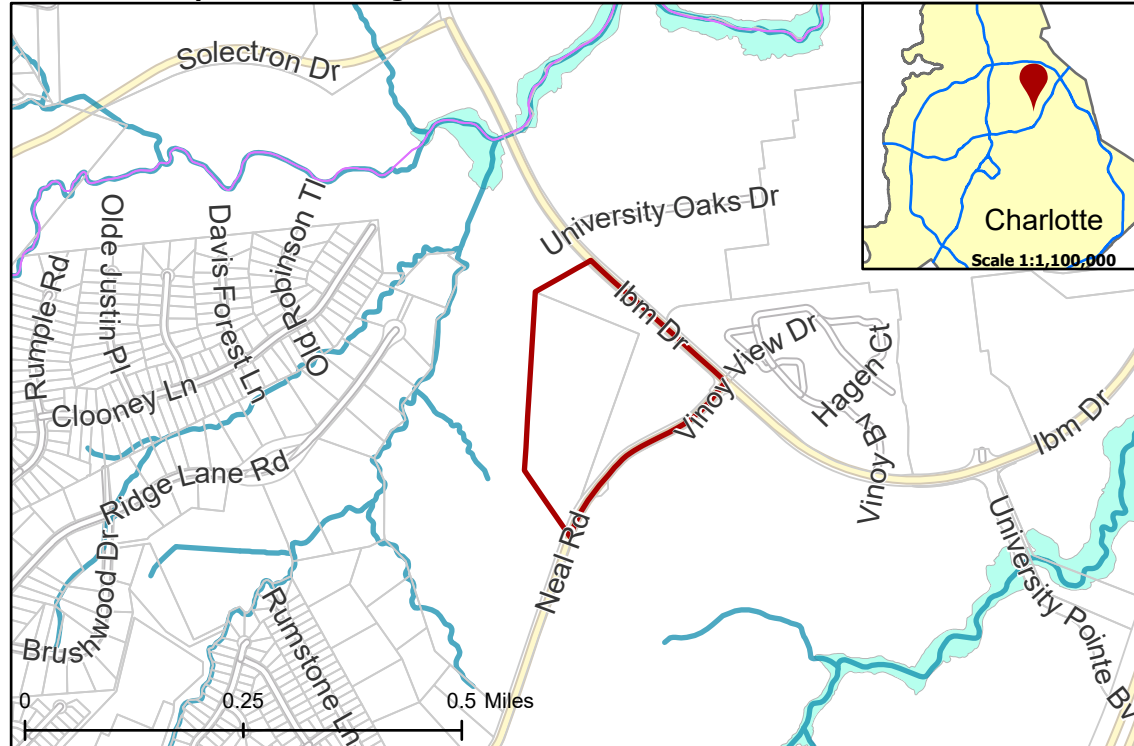 Solectron Dr
Charlotte
Scale 1:1,100,000
University Oaks Dr
Rumple Rd
Olde Justin Pl
Davis Forest Ln
Old Robinson Tl
Ibm Dr
Vinoy View Dr
Hagen Ct
Clooney Ln
Ibm Dr
Vinoy Bv
Ridge Lane Rd
Neal Rd
University Pointe Bv
Brushwood Dr
Rumstone Ln
0 0.25 0.5 Miles